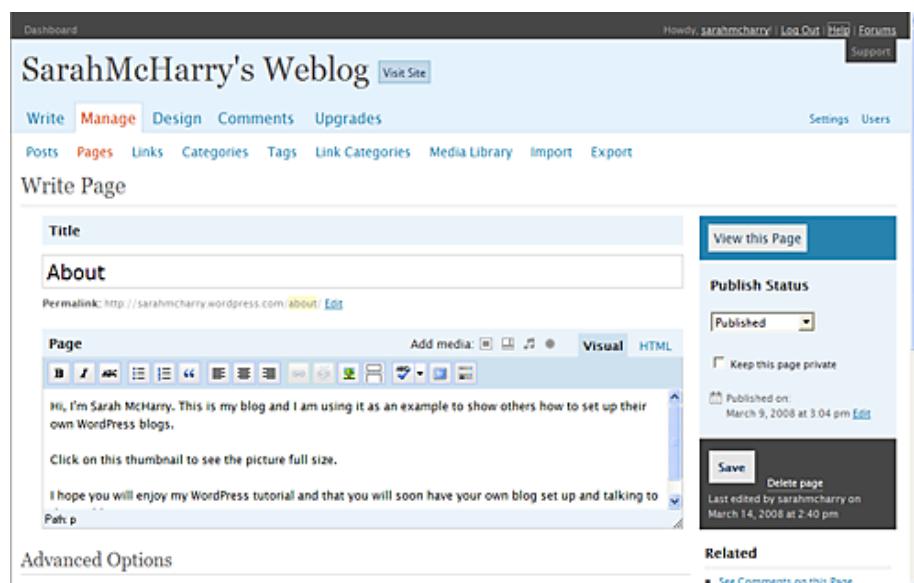 Dashboard
Howdy, sarahmcharry! | Log Out | Help | Forums
Support
SarahMcHarry's Weblog Visit Site
Write Manage Design Comments Upgrades
Settings Users
Posts Pages Links Categories Tags Link Categories Media Library Import Export
Write Page
Title
About
Permalink: http://sarahmcharry.wordpress.com/about/ Edit
Page
Add media:
Visual HTML
B I ABC
ABC
Hi, I'm Sarah McHarry. This is my blog and I am using it as an example to show others how to set up their
own WordPress blogs.
Click on this thumbnail to see the picture full size.
I hope you will enjoy my WordPress tutorial and that you will soon have your own blog set up and talking to
Path: p
Advanced Options
View this Page
Publish Status
Published
Keep this page private
Published on:
March 9, 2008 at 3:04 pm Edit
Save
Delete page
Last edited by sarahmcharry on
March 14, 2008 at 2:40 pm
Related
See Comments on this Page